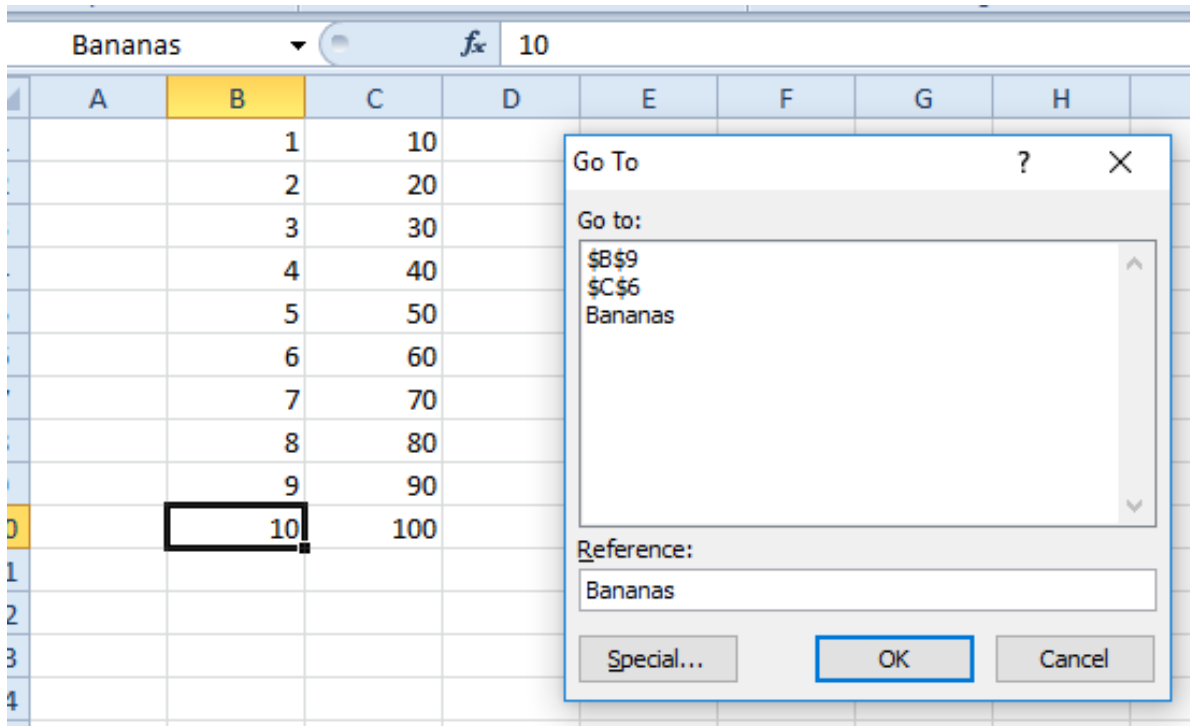 Bananas fx 10
A B C D E F G H
1 10
2 20
3 30
4 40
5 50
6 60
7 70
8 80
9 90
10 100
Go To ?
Go to:
$B$9
$C$6
Bananas
Reference:
Bananas
Special... OK Cancel